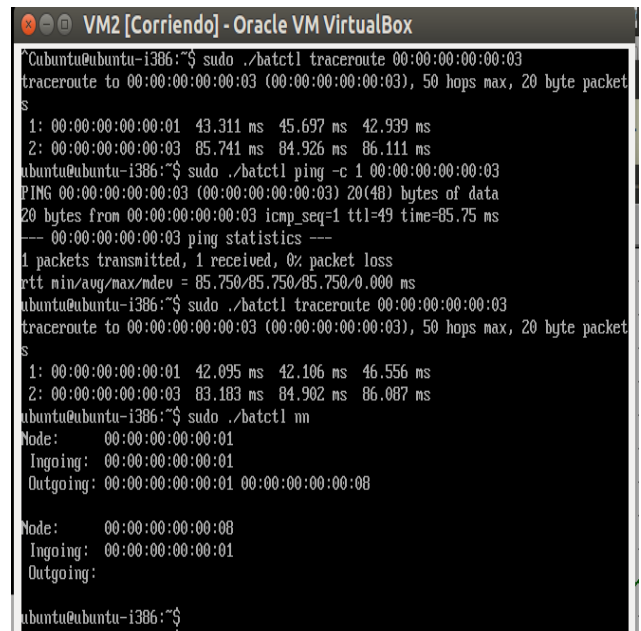 VM2 [Corriendo] - Oracle VM VirtualBox
^Cubuntu@ubuntu-i386:~$ sudo ./batctl traceroute 00:00:00:00:00:03
traceroute to 00:00:00:00:00:03 (00:00:00:00:00:03), 50 hops max, 20 byte packet
s
 1: 00:00:00:00:00:01  43.311 ms  45.697 ms  42.939 ms
 2: 00:00:00:00:00:03  85.741 ms  84.926 ms  86.111 ms
ubuntu@ubuntu-i386:~$ sudo ./batctl ping -c 1 00:00:00:00:00:03
PING 00:00:00:00:00:03 (00:00:00:00:00:03) 20(48) bytes of data
20 bytes from 00:00:00:00:00:03 icmp_seq=1 ttl=49 time=85.75 ms
--- 00:00:00:00:00:03 ping statistics ---
1 packets transmitted, 1 received, 0% packet loss
rtt min/avg/max/mdev = 85.750/85.750/85.750/0.000 ms
ubuntu@ubuntu-i386:~$ sudo ./batctl traceroute 00:00:00:00:00:03
traceroute to 00:00:00:00:00:03 (00:00:00:00:00:03), 50 hops max, 20 byte packet
s
 1: 00:00:00:00:00:01  42.095 ms  42.106 ms  46.556 ms
 2: 00:00:00:00:00:03  83.183 ms  84.902 ms  86.087 ms
ubuntu@ubuntu-i386:~$ sudo ./batctl nn
Node:      00:00:00:00:00:01
 Ingoing:  00:00:00:00:00:01
 Outgoing: 00:00:00:00:00:01 00:00:00:00:00:08
Node:      00:00:00:00:00:08
 Ingoing:  00:00:00:00:00:01
 Outgoing:
ubuntu@ubuntu-i386:~$